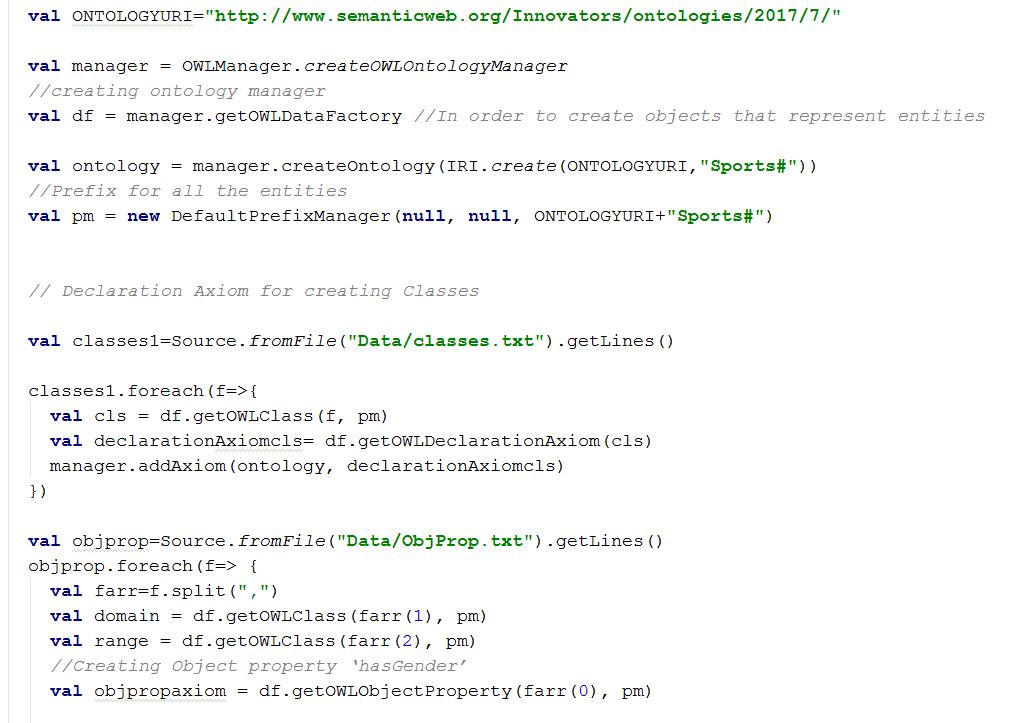 val ONTOLOGYURI="http://www.semanticweb.org/Innovators/ontologies/2017/7/"
val manager = OWLManager.createOWLOntologyManager
//creating ontology manager
val df = manager.getOWLDataFactory //In order to create objects that represent entities
val ontology = manager.createOntology(IRI.create(ONTOLOGYURI,"Sports#"))
//Prefix for all the entities
val pm = new DefaultPrefixManager(null, null, ONTOLOGYURI+"Sports#")
// Declaration Axiom for creating Classes
val classes1=Source.fromFile("Data/classes.txt").getLines()
classes1.foreach(f=>{
val cls = df.getOWLClass(f, pm)
val declarationAxiomcls= df.getOWLDeclarationAxiom(cls)
manager.addAxiom(ontology, declarationAxiomcls)
})
val objprop=Source.fromFile("Data/ObjProp.txt").getLines()
objprop.foreach(f=> {
val farr=f.split(",")
val domain = df.getOWLClass(farr(1), pm)
val range = df.getOWLClass(farr(2), pm)
//Creating Object property ‘hasGender’
val objpropaxiom = df.getOWLObjectProperty(farr(0), pm)